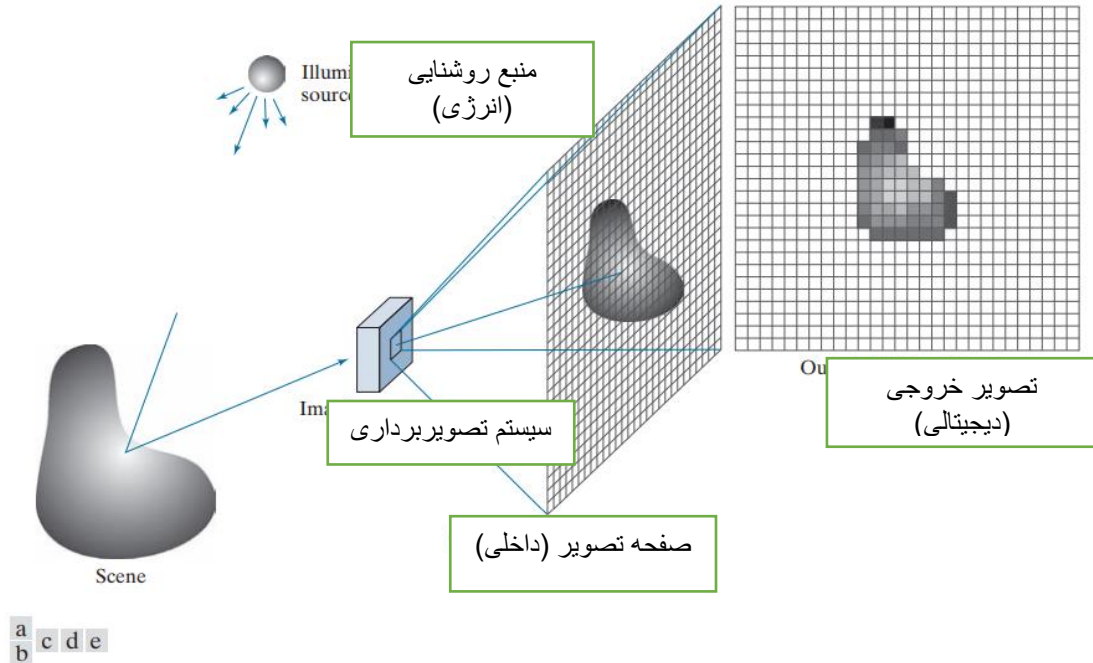 Illumi
source
منبع روشنایی
(انرژی)
Ima
سیستم تصویربرداری
Ou
تصویر خروجی
(دیجیتالی)
صفحه تصویر (داخلی)
Scene
a
b
c d e